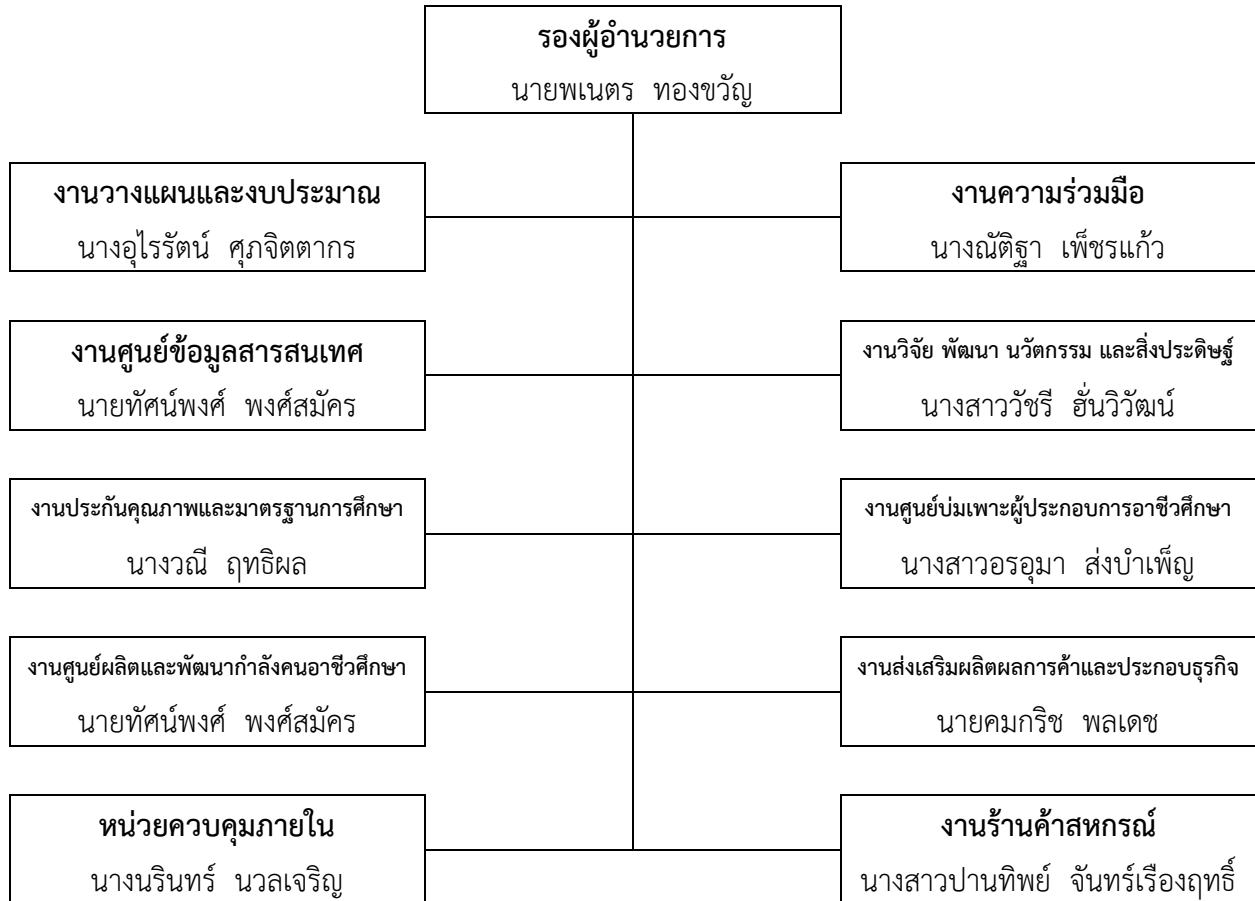 รองผู้อำนวยการ
นายพเนตร ทองขวัญ
งานวางแผนและงบประมาณ
นางอุไรรัตน์ ศุภจิตตากร
งานความร่วมมือ
นางณัติฐา เพ็ชรแก้ว
งานศูนย์ข้อมูลสารสนเทศ
นายทัศน์พงศ์ พงศ์สมัคร
งานวิจัย พัฒนา นวัตกรรม และสิ่งประดิษฐ์
นางสาววัชรี ฮั่นวิวัฒน์
งานประกันคุณภาพและมาตรฐานการศึกษา
นางวณี ฤทธิผล
งานศูนย์บ่มเพาะผู้ประกอบการอาชีวศึกษา
นางสาวอรอุมา ส่งบำเพ็ญ
งานศูนย์ผลิตและพัฒนากำลังคนอาชีวศึกษา
นายทัศน์พงศ์ พงศ์สมัคร
งานส่งเสริมผลิตผลการค้าและประกอบธุรกิจ
นายคมกริช พลเดช
หน่วยควบคุมภายใน
นางนรินทร์ นวลเจริญ
งานร้านค้าสหกรณ์
นางสาวปานทิพย์ จันทร์เรืองฤทธิ์